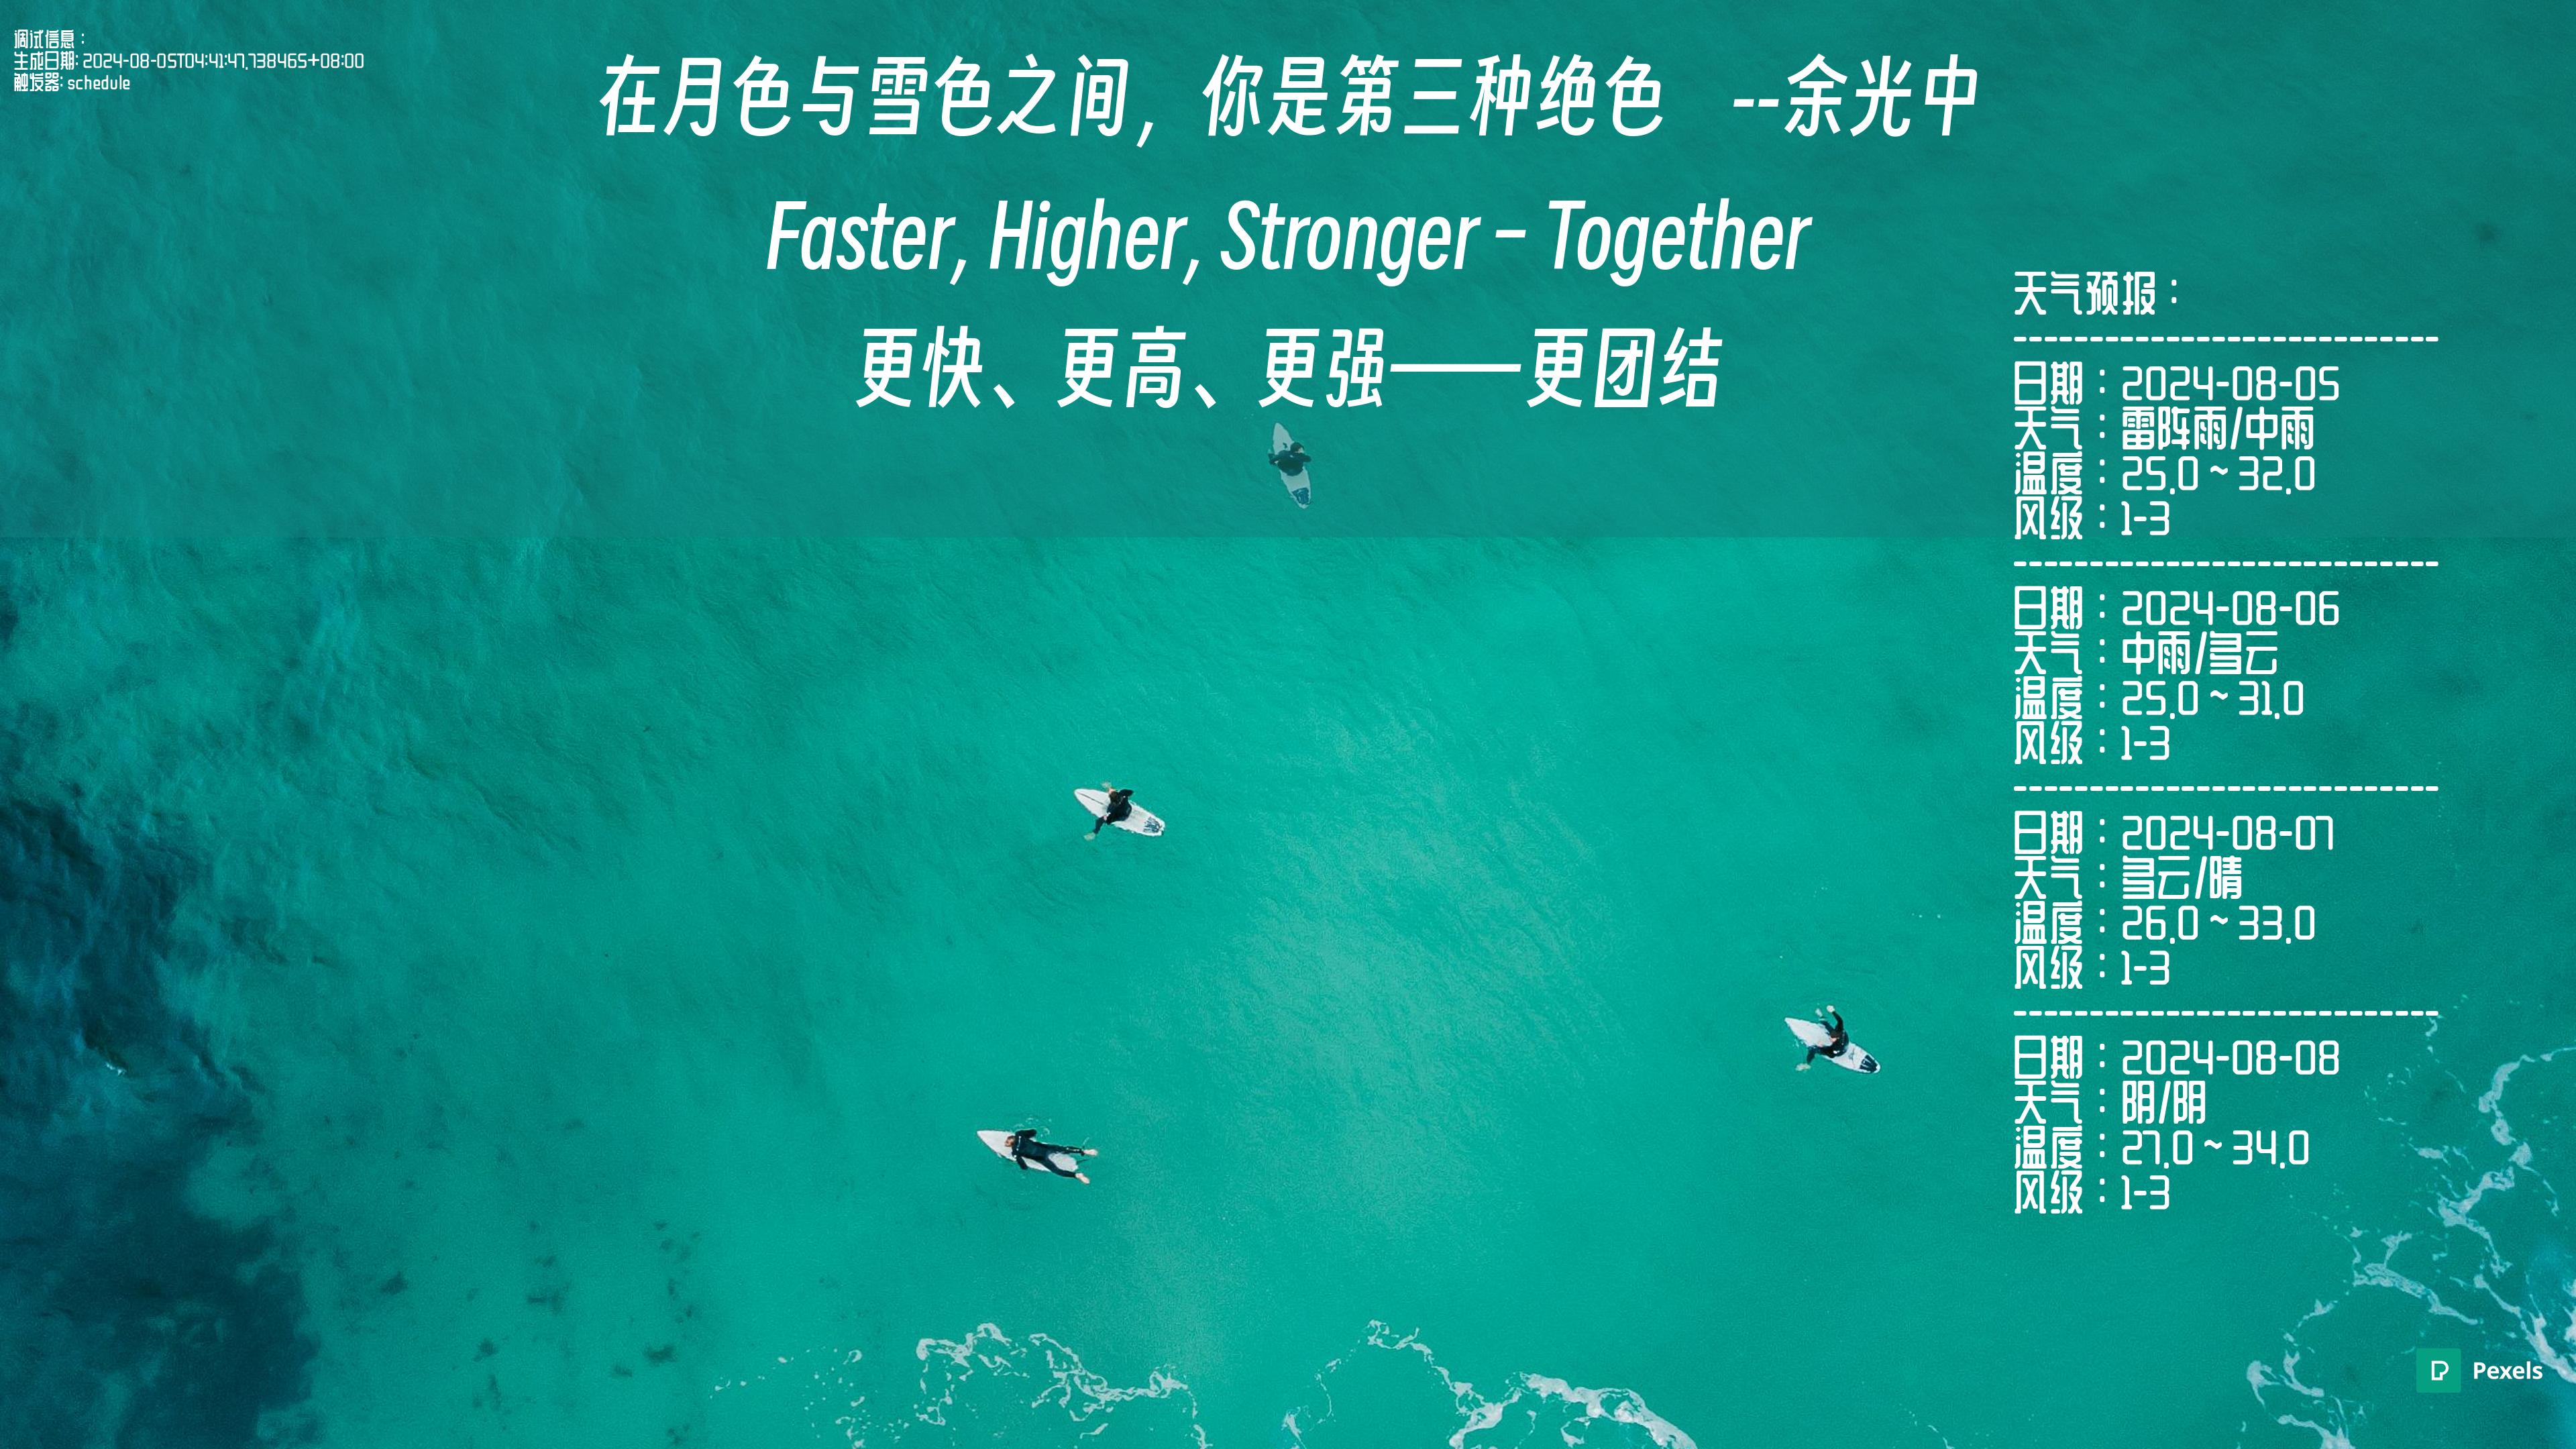 调试信息：
生成日期: 2024-08-05T04:41:47.738465+08:00
触发器: schedule
在月色与雪色之间，你是第三种绝色 --余光中
Faster, Higher, Stronger – Together
更快、更高、更强——更团结
天气预报：
----------------------------
日期：2024-08-05
天气：雷阵雨/中雨
温度：25.0 ~ 32.0
风级：1-3
----------------------------
日期：2024-08-06
天气：中雨/多云
温度：25.0 ~ 31.0
风级：1-3
----------------------------
日期：2024-08-07
天气：多云/晴
温度：26.0 ~ 33.0
风级：1-3
----------------------------
日期：2024-08-08
天气：阴/阴
温度：27.0 ~ 34.0
风级：1-3
Pexels